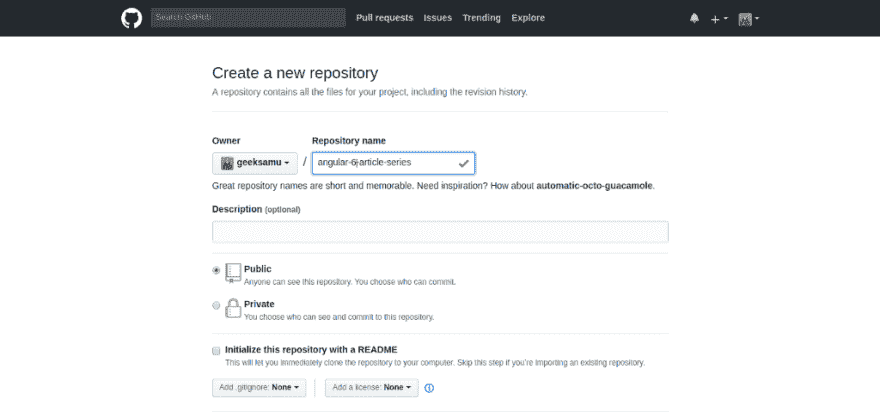 Search GitHub
Pull requests Issues Trending Explore
Create a new repository
A repository contains all the files for your project, including the revision history.
Owner Repository name
geeksamu / angular-6-article-series
Great repository names are short and memorable. Need inspiration? How about automatic-octo-guacamole.
Description (optional)
Public
Anyone can see this repository. You choose who can commit.
Private
You choose who can see and commit to this repository.
Initialize this repository with a README
This will let you immediately clone the repository to your computer. Skip this step if you're importing an existing repository.
Add .gitignore: None Add a license: None